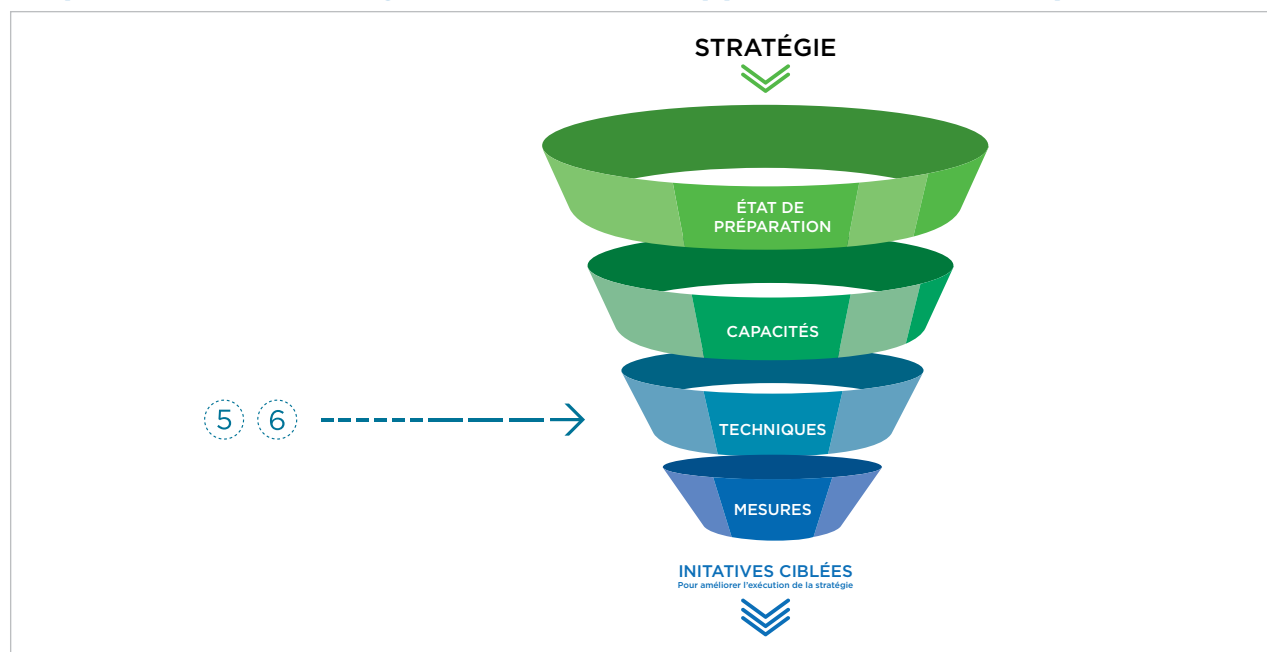 STRATÉGIE
ÉTAT DE
PRÉPARATION
CAPACITÉS
5 6
TECHNIQUES
MESURES
INITATIVES CIBLÉES
Pour améliorer l'exécution de la stratégie